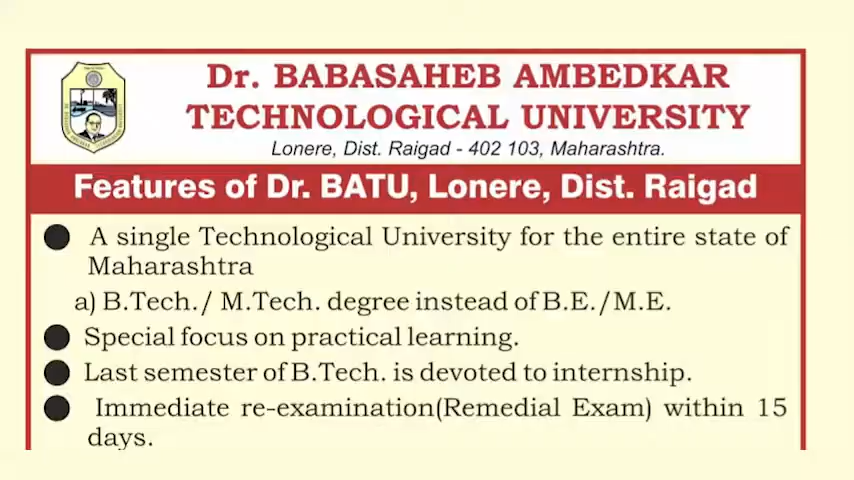 Dr. BABASAHEB AMBEDKAR
TECHNOLOGICAL UNIVERSITY
Lonere, Dist. Raigad - 402 103, Maharashtra.
Features of Dr. BATU, Lonere, Dist. Raigad
● A single Technological University for the entire state of
Maharashtra
a) B.Tech./ M.Tech. degree instead of B.E./M.E.
● Special focus on practical learning.
● Last semester of B.Tech. is devoted to internship.
● Immediate re-examination(Remedial Exam) within 15
days.